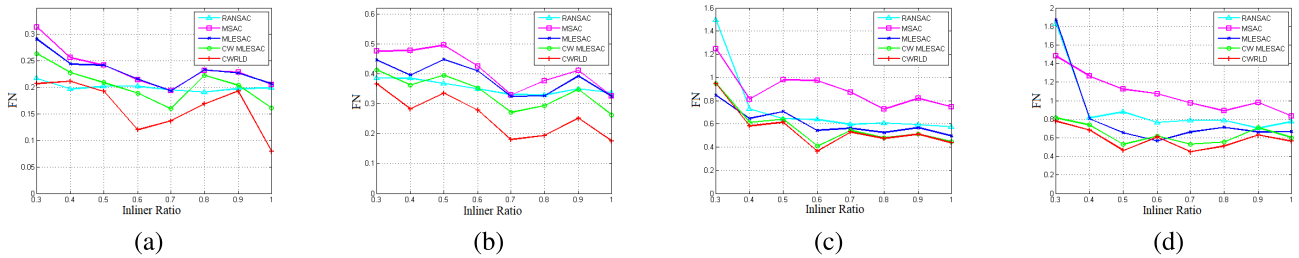 0.35
0.3
0.25
0.2
0.15
0.1
0.05
0
FN
0.3 0.4 0.5 0.6 0.7 0.8 0.9 1
Inliner Ratio
RANSAC
MSAC
MLESAC
CW MLESAC
CWRLD
(a)
0.6
0.5
0.4
0.3
0.2
0.1
0
FN
0.3 0.4 0.5 0.6 0.7 0.8 0.9 1
Inliner Ratio
RANSAC
MSAC
MLESAC
CW MLESAC
CWRLD
(b)
1.6
1.4
1.2
1
0.8
0.6
0.4
0.2
0
FN
0.3 0.4 0.5 0.6 0.7 0.8 0.9 1
Inliner Ratio
RANSAC
MSAC
MLESAC
CW MLESAC
CWRLD
(c)
2
1.8
1.6
1.4
1.2
1
0.8
0.6
0.4
0.2
0
FN
0.3 0.4 0.5 0.6 0.7 0.8 0.9 1
Inliner Ratio
RANSAC
MSAC
MLESAC
CW MLESAC
CWRLD
(d)